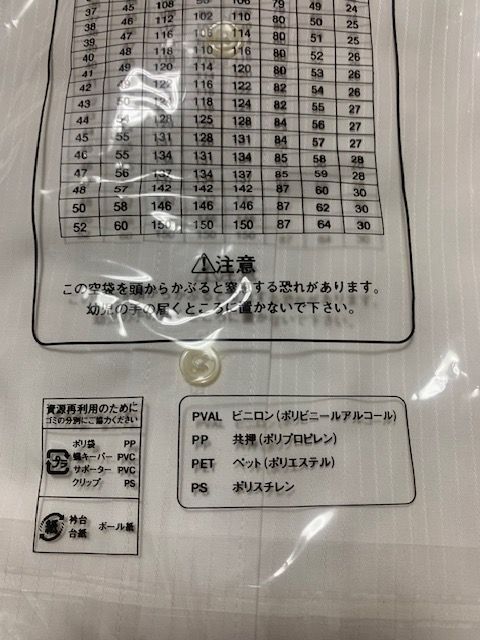 37 45 108 106 79 49 24
38 46 112 102 110 80 50 25
39 47 116 114 80 51 25
40 48 118 110 116 80 52 26
41 49 120 114 120 80 53 26
42 49 116 122 82 54 26
43 50 118 124 82 55 27
44 128 125 128 84 56 27
45 55 131 128 131 84 57 27
46 55 134 131 134 85 58 28
47 56 134 137 85 59 28
48 57 142 142 142 87 60 30
50 58 146 146 146 87 62 30
52 60 150 150 150 87 64 30
⚠注意
この空袋を頭からかぶると窒する恐れがあります。
幼児の手の届くところに置かないで下さい。
資源再利用のために
ゴミの分別にご協力ください
プラ
ポリ袋 PP
キーパー PVC
サポーター PVC
クリップ PS
紙
衿台
台紙
ボール紙
PVAL ビニロン(ポリビニールアルコール)
PP 共押(ポリプロピレン)
PET ペット(ポリエステル)
PS ポリスチレン